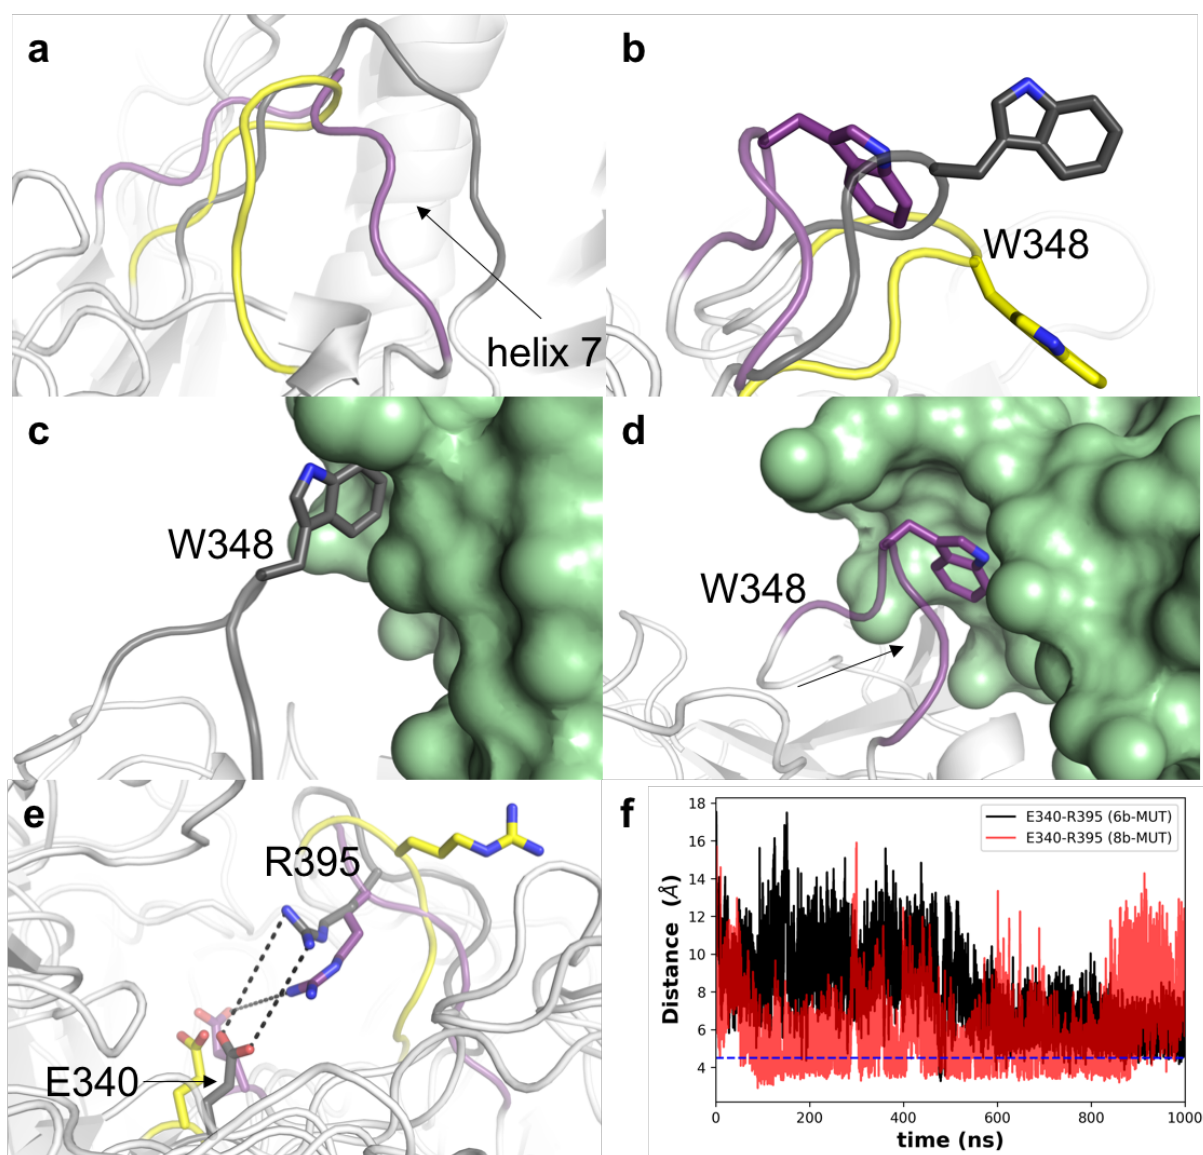 a
helix 7
b
W348
c
W348
d
W348
e
R395
E340
f
E340-R395 (6b-MUT)
E340-R395 (8b-MUT)
Distance (Å)
18
16
14
12
10
8
6
4
0
200
400
600
800
1000
time (ns)